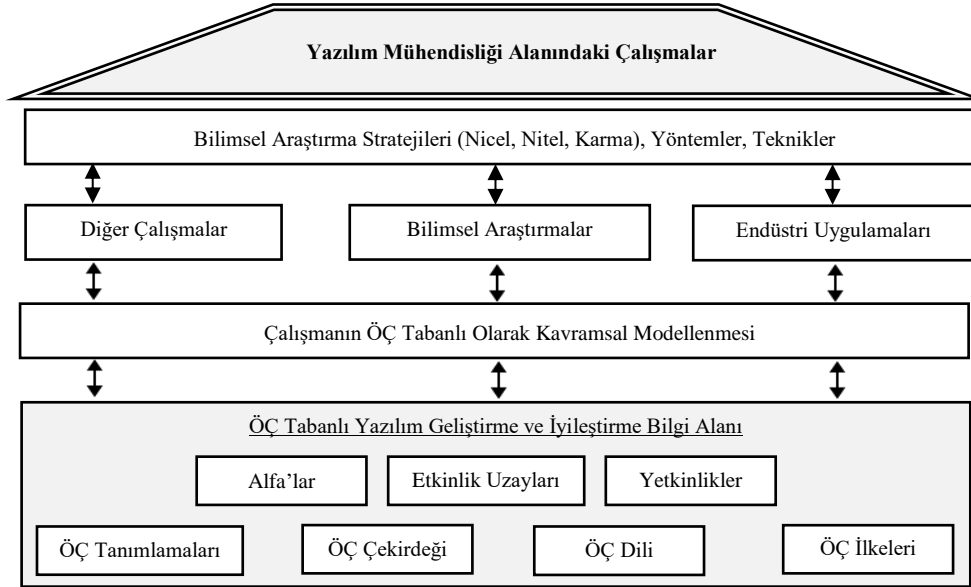 Yazılım Mühendisliği Alanındaki Çalışmalar
Bilimsel Araştırma Stratejileri (Nicel, Nitel, Karma), Yöntemler, Teknikler
Diğer Çalışmalar
Bilimsel Araştırmalar
Endüstri Uygulamaları
Çalışmanın ÖÇ Tabanlı Olarak Kavramsal Modellenmesi
ÖÇ Tabanlı Yazılım Geliştirme ve İyileştirme Bilgi Alanı
Alfa’lar
Etkinlik Uzayları
Yetkinlikler
ÖÇ Tanımlamaları
ÖÇ Çekirdeği
ÖÇ Dili
ÖÇ İlkeleri